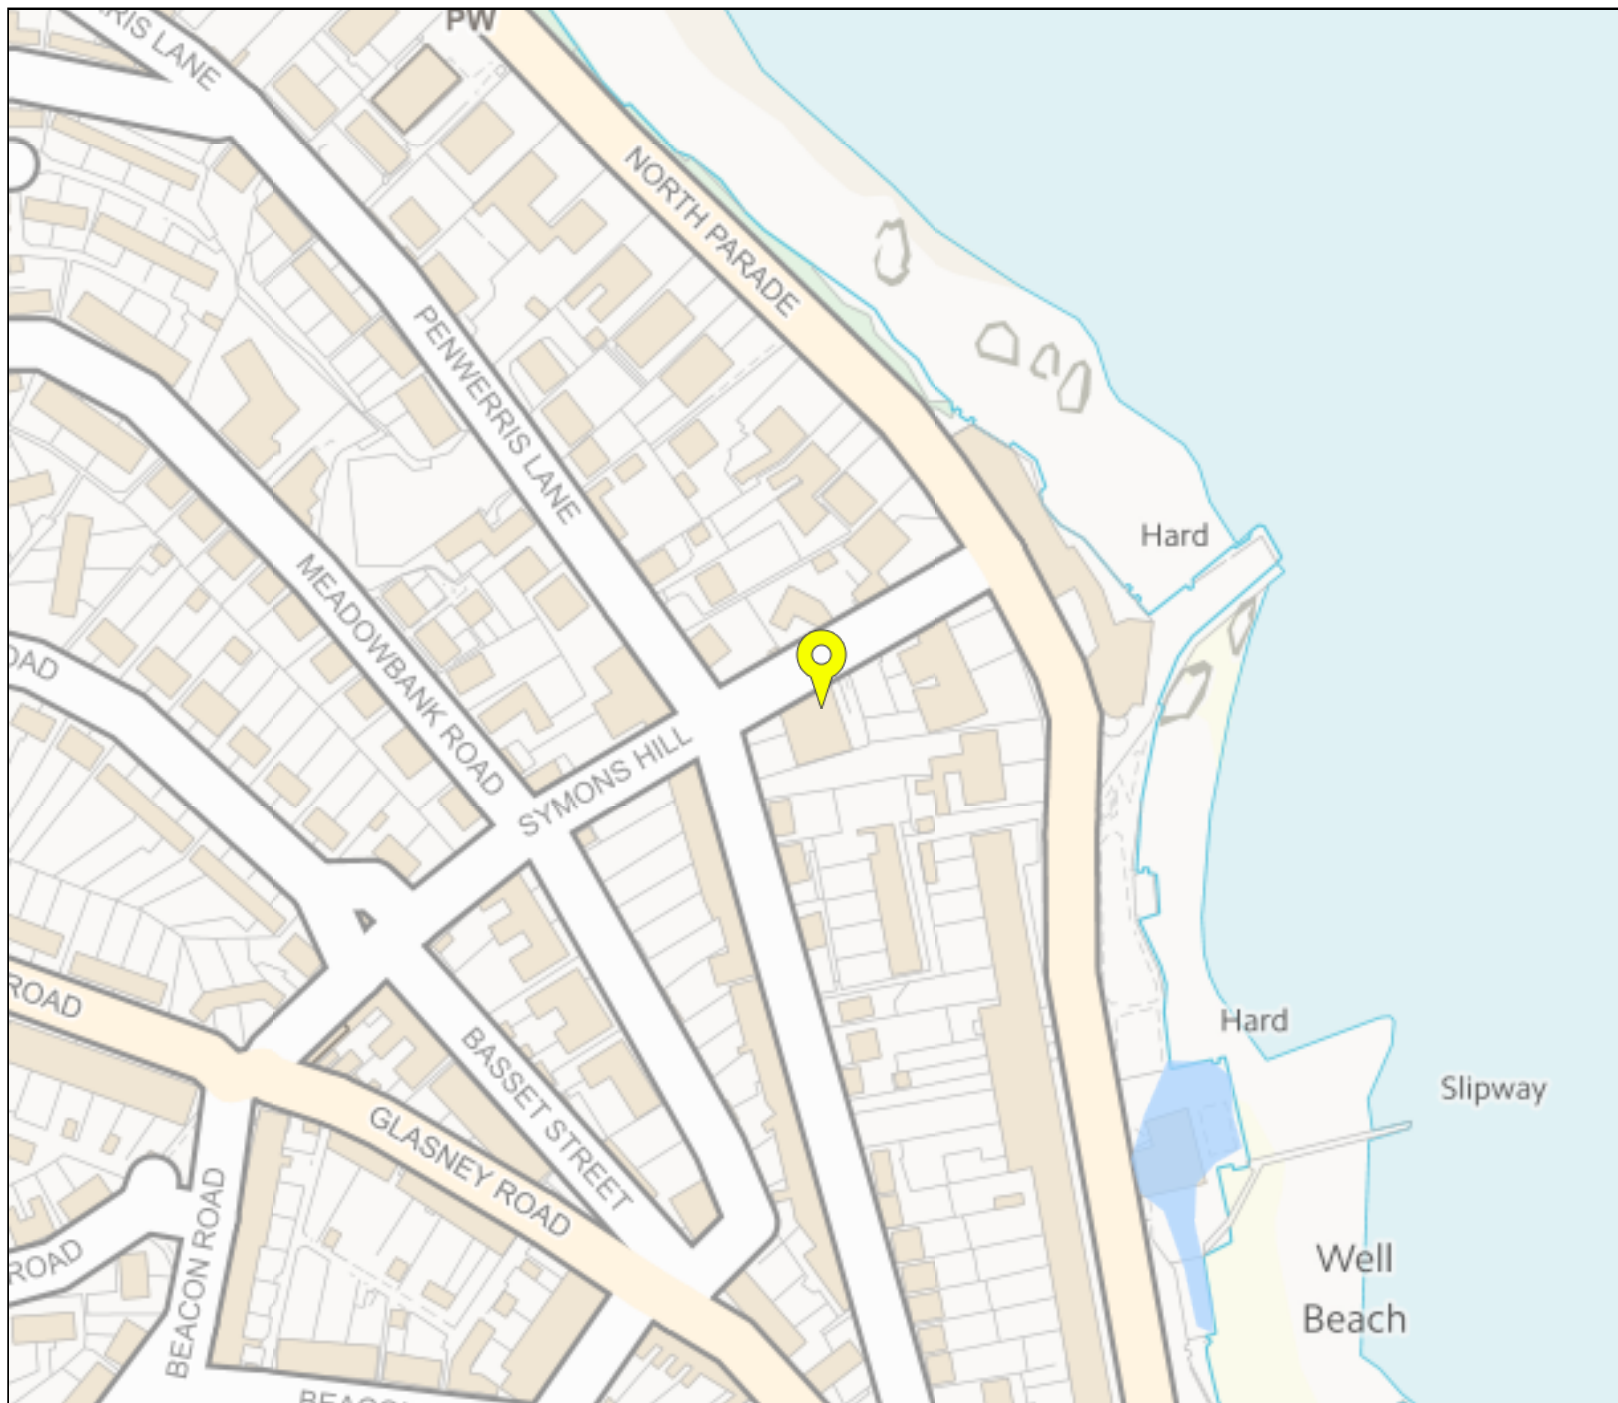 PW
RIS LANE
NORTH PARADE
PENWERRIS LANE
Hard
MEADOWBANK ROAD
OAD
SYMONS HILL
ROAD
Hard
BASSET STREET
Slipway
GLASNEY ROAD
BEACON ROAD
ROAD
Well
Beach
BEACO